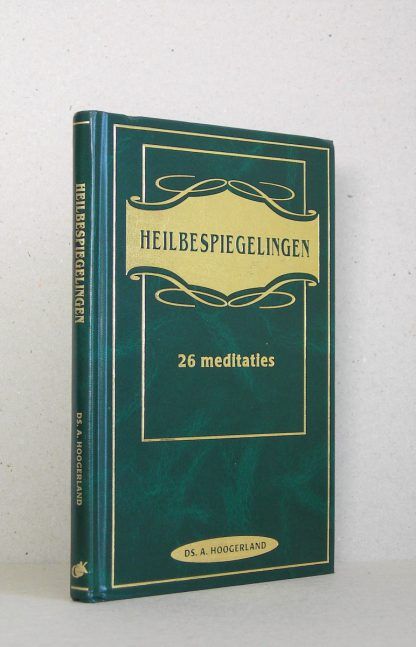 HEILBESPIEGELINGEN
26 meditaties
DS. A. HOOGERLAND
HEILBESPIEGELINGEN
DS. A. HOOGERLAND